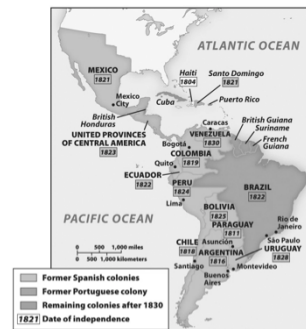 ATLANTIC OCEAN
MEXICO
1821
Mexico
City
Haiti
1804
Santo Domingo
1821
Cuba
Puerto Rico
British
Honduras
UNITED PROVINCES
OF CENTRAL AMERICA
1823
Caracas
VENEZUELA
1830
British Guiana
Suriname
French
Guiana
Bogotá
COLOMBIA
1819
Quito
ECUADOR
1822
PERU
1824
Lima
BRAZIL
1822
BOLIVIA
1825
PARAGUAY
1811
Rio de
Janeiro
São Paulo
PACIFIC OCEAN
CHILE
1818
Asunción
ARGENTINA
1816
URUGUAY
1828
Santiago
Buenos
Aires
Montevideo
0 500 1,000 miles
0 500 1,000 kilometers
Former Spanish colonies
Former Portuguese colony
Remaining colonies after 1830
1821 Date of independence